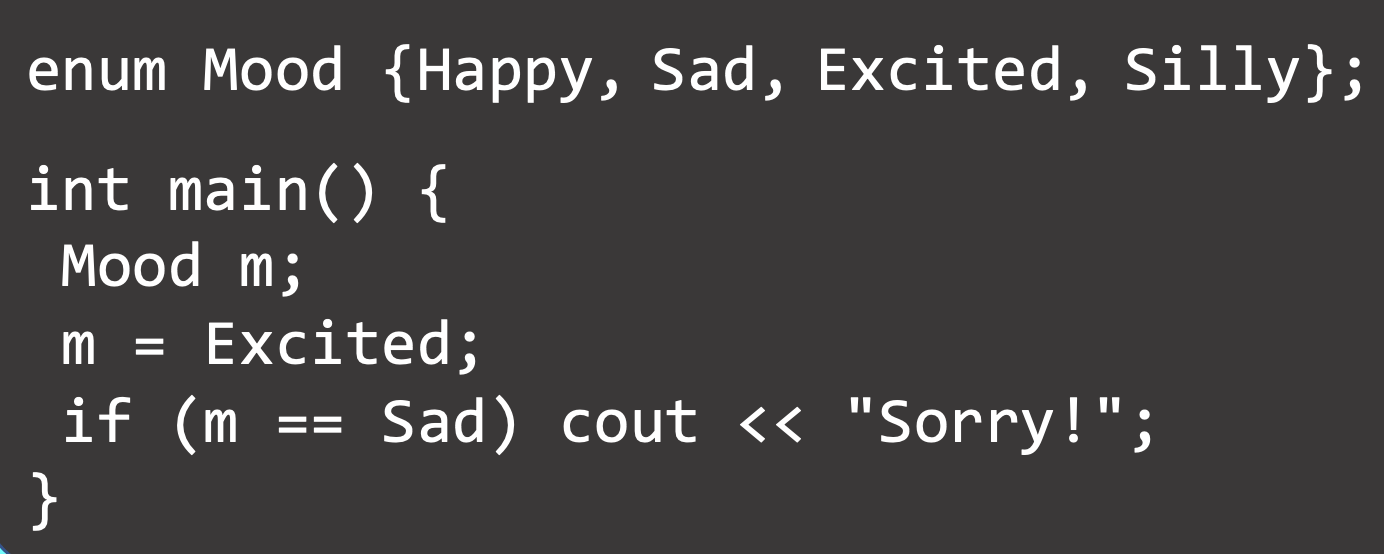 enum Mood {Happy, Sad, Excited, Silly};
int main() {
Mood m;
m = Excited;
if (m == Sad) cout << "Sorry!";
}